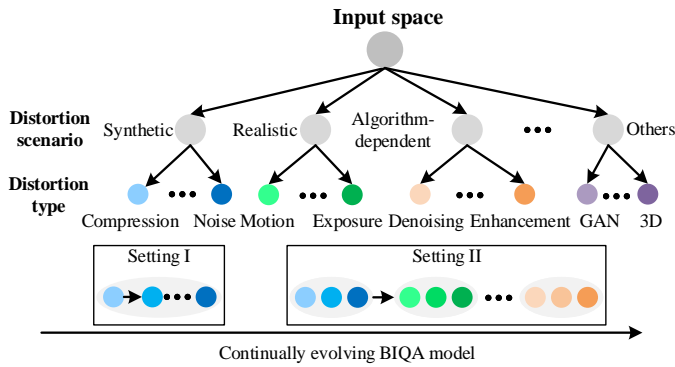 Input space
Distortion
scenario
Synthetic
Realistic
Algorithm-
dependent
Others
Distortion
type
Compression
Noise
Motion
Exposure
Denoising
Enhancement
GAN
3D
Setting I
Setting II
Continually evolving BIQA model